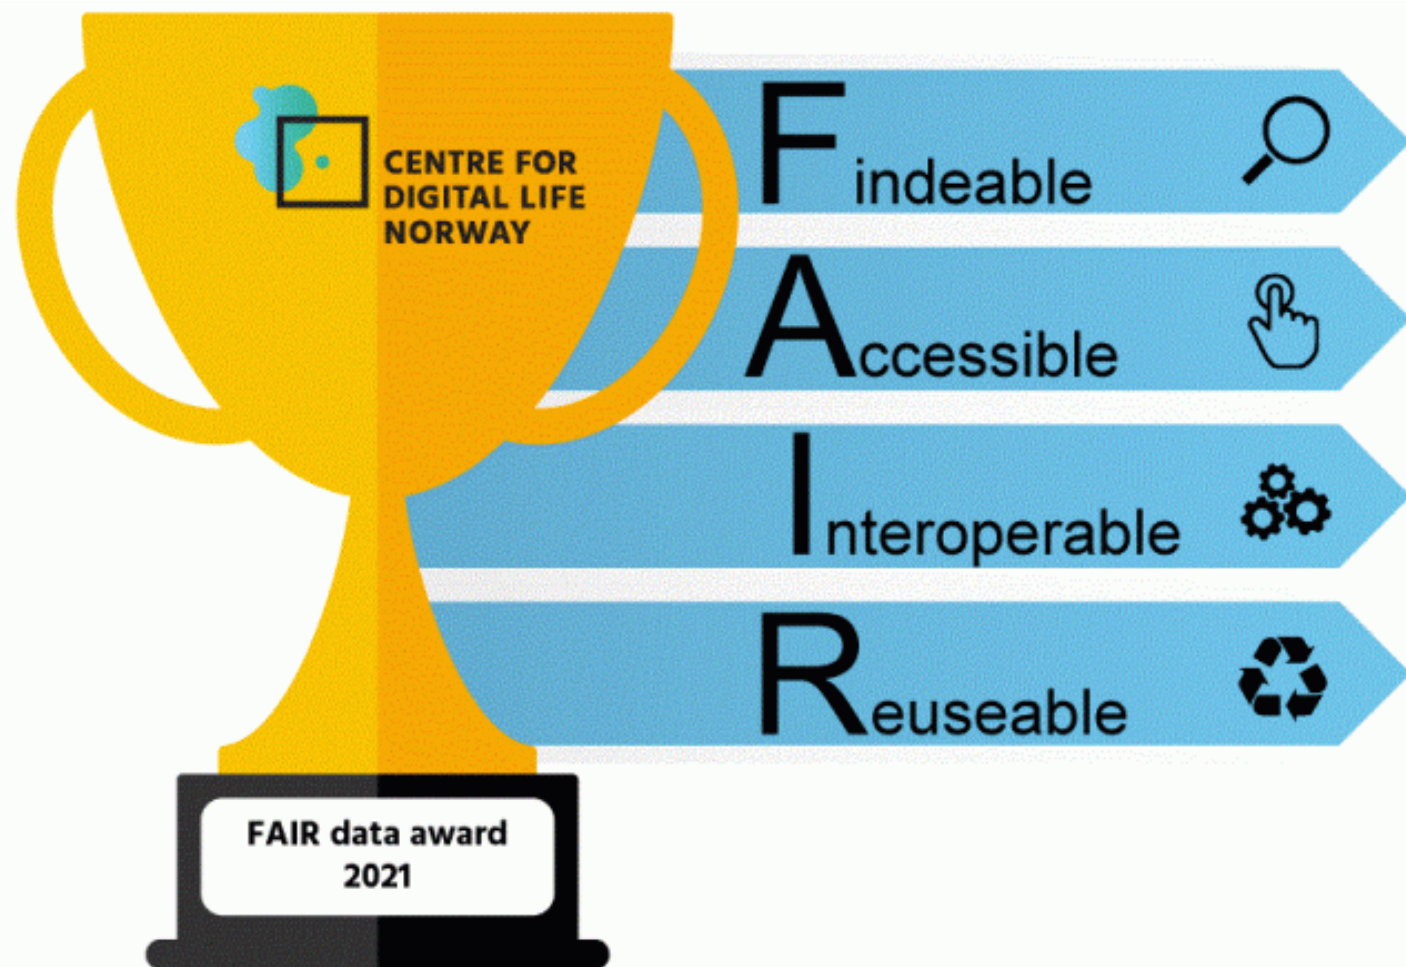 CENTRE FOR
DIGITAL LIFE
NORWAY
Findeable
Accessible
Interoperable
Reuseable
FAIR data award
2021